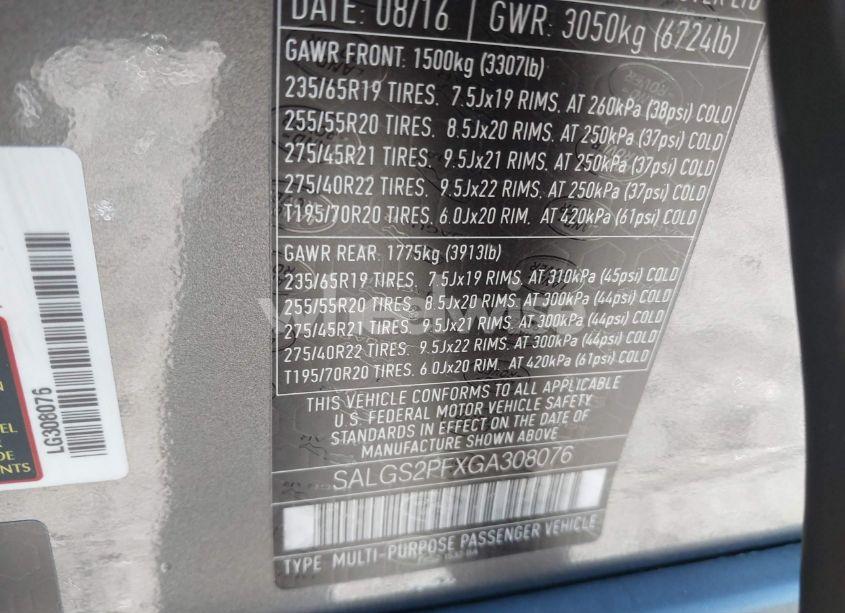 DATE: 08/16 GWR: 3050kg (6724lb)
GAWR FRONT: 1500kg (3307lb)
235/65R19 TIRES. 7.5Jx19 RIMS, AT 260kPa (38psi) COLD
255/55R20 TIRES. 8.5Jx20 RIMS, AT 250kPa (37psi) COLD
275/45R21 TIRES. 9.5Jx21 RIMS, AT 250kPa (37psi) COLD
275/40R22 TIRES. 9.5Jx22 RIMS, AT 250kPa (37psi) COLD
T195/70R20 TIRES. 6.0Jx20 RIM, AT 420kPa (61psi) COLD
GAWR REAR: 1775kg (3913lb)
235/65R19 TIRES. 7.5Jx19 RIMS, AT 310kPa (45psi) COLD
255/55R20 TIRES. 8.5Jx20 RIMS, AT 300kPa (44psi) COLD
275/45R21 TIRES. 9.5Jx21 RIMS, AT 300kPa (44psi) COLD
275/40R22 TIRES. 9.5Jx22 RIMS, AT 300kPa (44psi) COLD
T195/70R20 TIRES. 6.0Jx20 RIM, AT 420kPa (61psi) COLD
THIS VEHICLE CONFORMS TO ALL APPLICABLE
U.S. FEDERAL MOTOR VEHICLE SAFETY
STANDARDS IN EFFECT ON THE DATE OF
MANUFACTURE SHOWN ABOVE
SALGS2PFXGA308076
TYPE MULTI-PURPOSE PASSENGER VEHICLE
LG308076